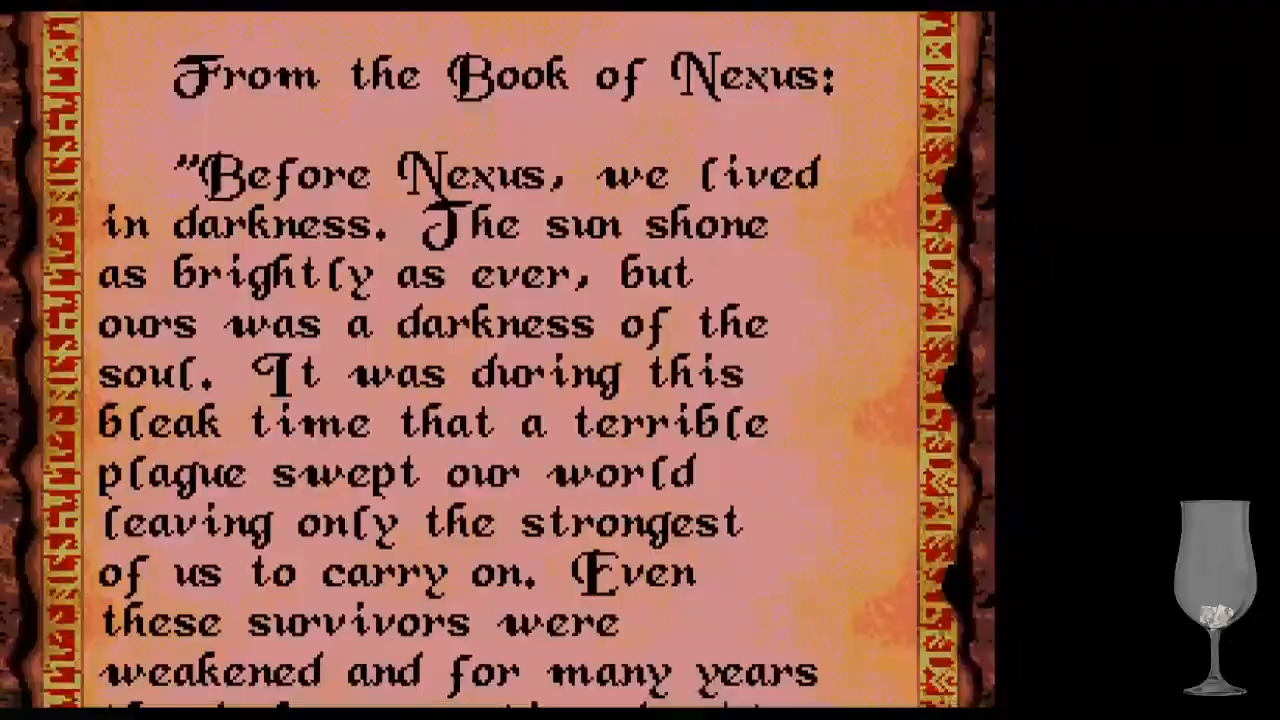 From the Book of Nexus:
"Before Nexus, we lived
in darkness. The sun shone
as brightly as ever, but
ours was a darkness of the
soul. It was during this
bleak time that a terrible
plague swept our world
leaving only the strongest
of us to carry on. Even
these survivors were
weakened and for many years